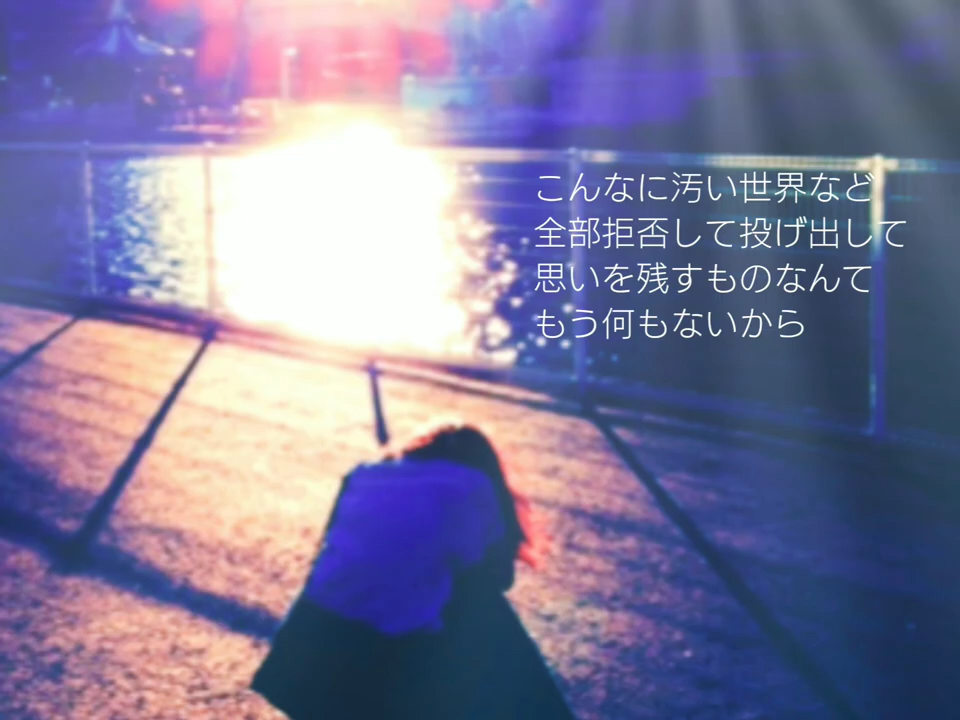 こんなに汚い世界など
全部拒否して投げ出して
思いを残すものなんて
もう何もないから